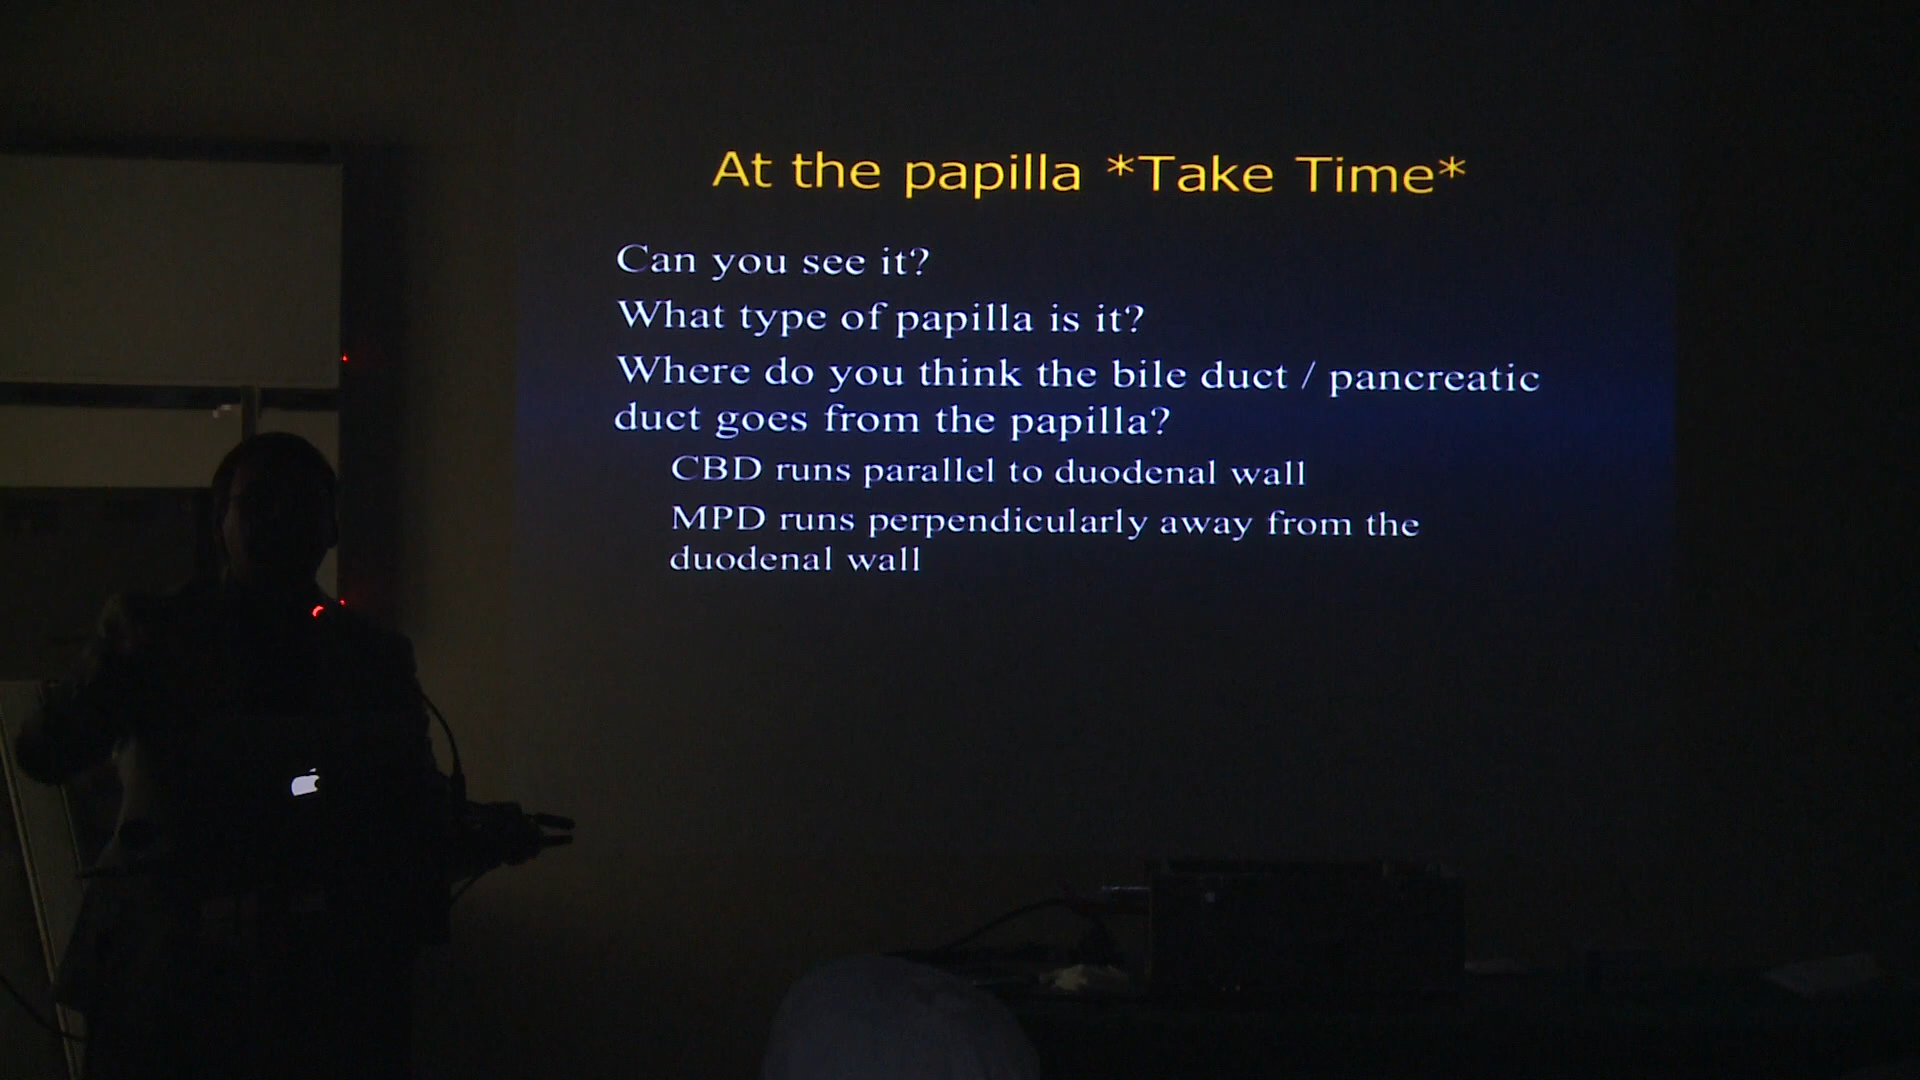 At the papilla *Take Time*
Can you see it?
What type of papilla is it?
Where do you think the bile duct / pancreatic
duct goes from the papilla?
CBD runs parallel to duodenal wall
MPD runs perpendicularly away from the
duodenal wall